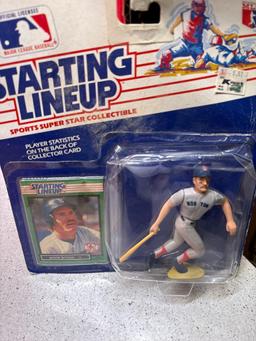 OFFICIAL LICENSEE
MAJOR LEAGUE BASEBALL
STARTING
LINEUP
SPORTS SUPER STAR COLLECTIBLE
PLAYER STATISTICS
ON THE BACK OF
COLLECTOR CARD
STARTING
LINEUP